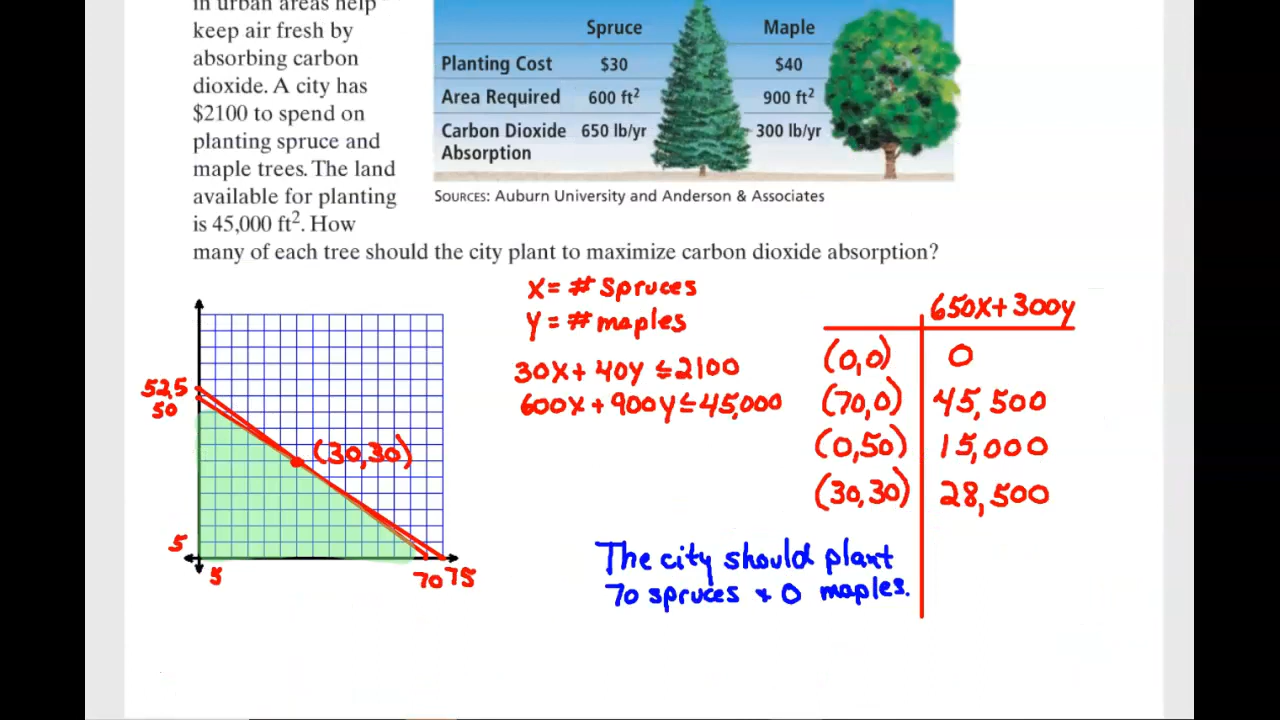 in urban areas help
keep air fresh by
absorbing carbon
dioxide. A city has
$2100 to spend on
planting spruce and
maple trees. The land
available for planting
is 45,000 ft². How
many of each tree should the city plant to maximize carbon dioxide absorption?
Spruce Maple
Planting Cost $30 $40
Area Required 600 ft² 900 ft²
Carbon Dioxide 650 lb/yr 300 lb/yr
Absorption
SOURCES: Auburn University and Anderson & Associates
52,5
50
(30,30)
5
5
70 75
X = # Spruces
Y = # maples
30X + 40Y ≤ 2100
600X + 900Y ≤ 45,000
650X + 300y
(0,0) 0
(70,0) 45,500
(0,50) 15,000
(30,30) 28,500
The city should plant
70 spruces + 0 maples.